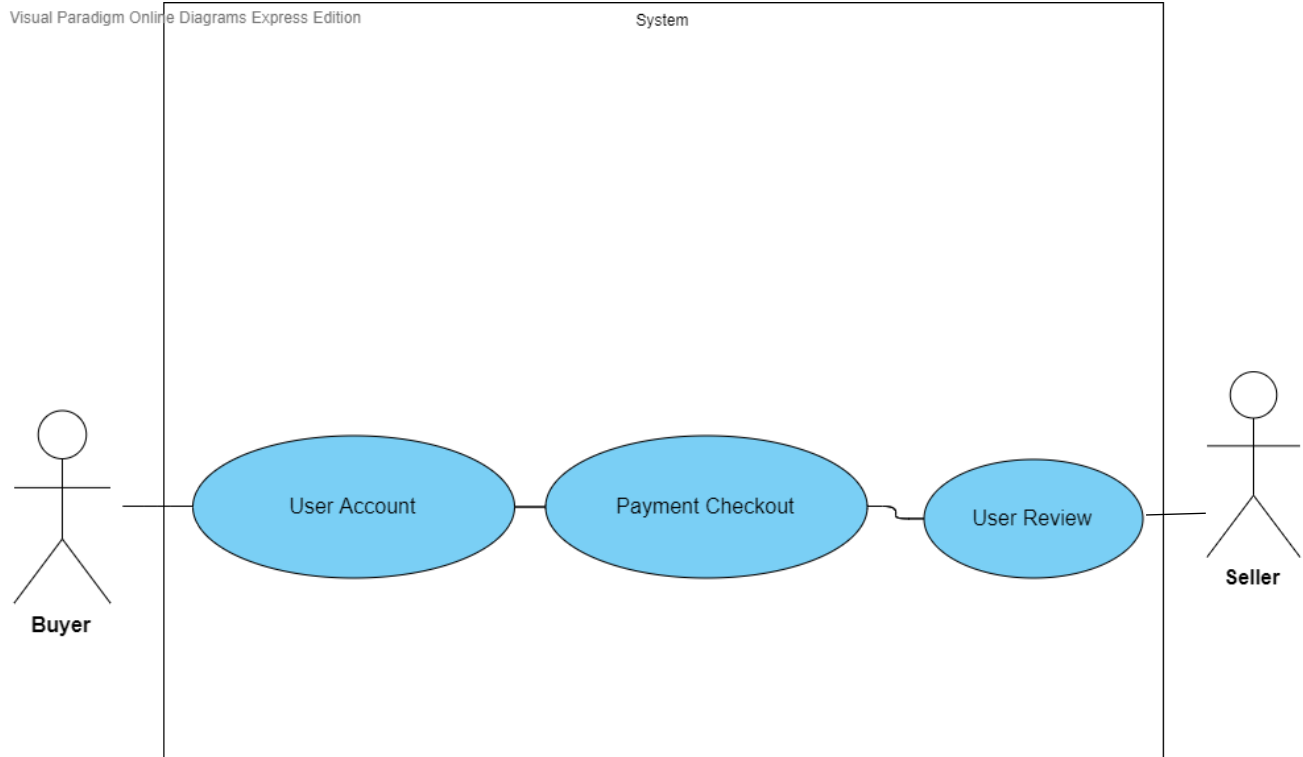 Visual Paradigm Online Diagrams Express Edition
System
User Account
Payment Checkout
User Review
Buyer
Seller